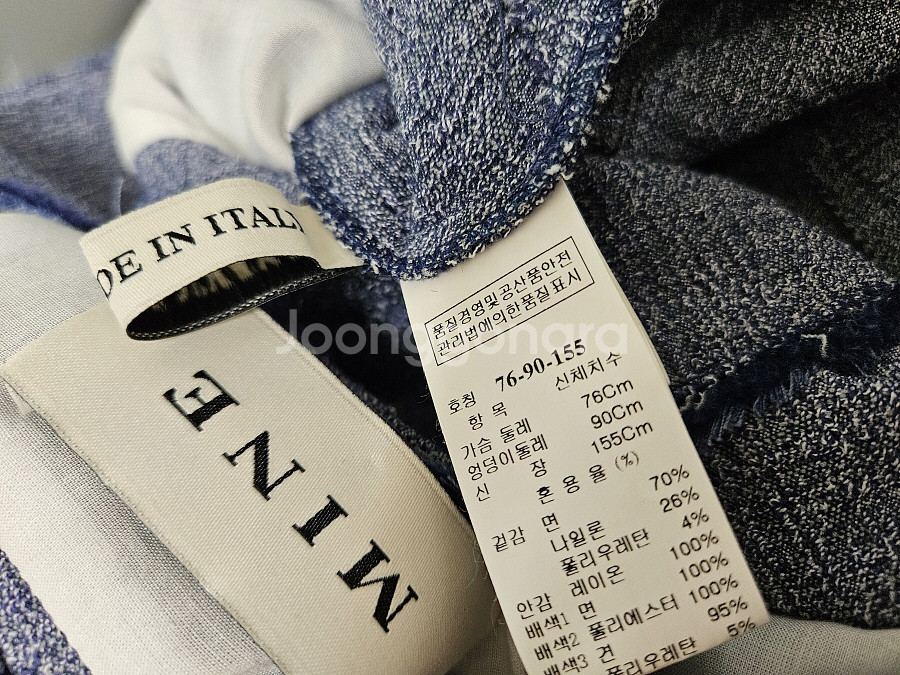 DE IN ITAL
MINE
Joonggonara
품질경영및공산품안전
관리법에의한품질표시
호칭 76-90-155
항 목 신체치수
가슴 둘레 76Cm
엉덩이둘레 90Cm
신 장 155Cm
혼 용 율 (%)
겉감 면 70%
나일론 26%
폴리우레탄 4%
안감 레이온 100%
배색1 면 100%
배색2 폴리에스터 100%
배색3 견 95%
폴리우레탄 5%